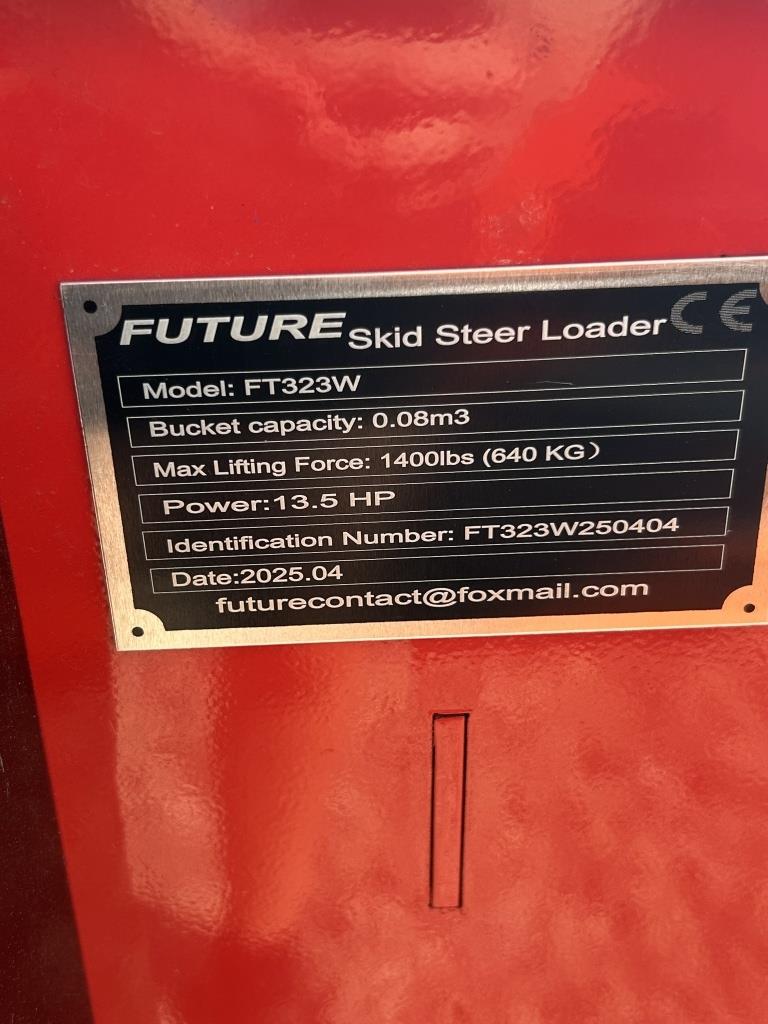 FUTURE Skid Steer Loader CE
Model: FT323W
Bucket capacity: 0.08m3
Max Lifting Force: 1400lbs (640 KG）
Power:13.5 HP
Identification Number: FT323W250404
Date:2025.04
futurecontact@foxmail.com